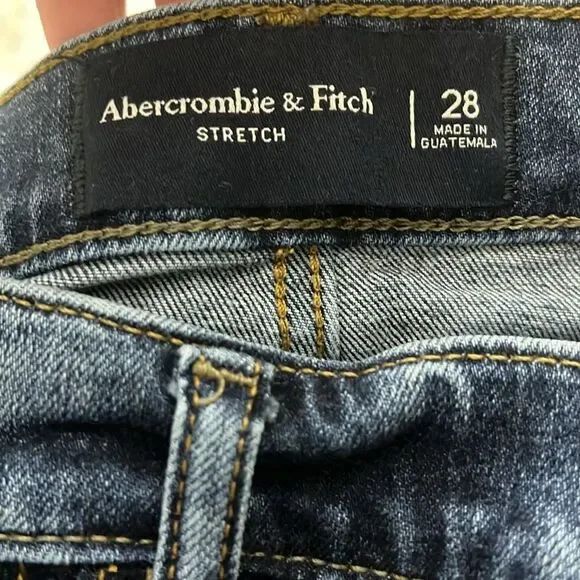 Abercrombie & Fitch
STRETCH
28
MADE IN
GUATEMALA